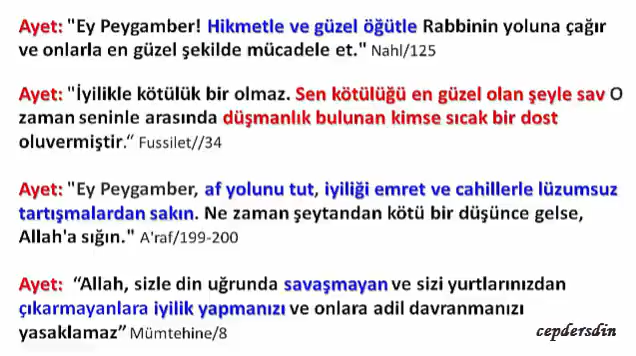 Ayet: "Ey Peygamber! Hikmetle ve güzel öğütle Rabbinin yoluna çağır
ve onlarla en güzel şekilde mücadele et." Nahl/125
Ayet: "İyilikle kötülük bir olmaz. Sen kötülüğü en güzel olan şeyle sav O
zaman seninle arasında düşmanlık bulunan kimse sıcak bir dost
oluvermiştir.“ Fussilet//34
Ayet: "Ey Peygamber, af yolunu tut, iyiliği emret ve cahillerle lüzumsuz
tartışmalardan sakın. Ne zaman şeytandan kötü bir düşünce gelse,
Allah'a sığın." A'raf/199-200
Ayet: “Allah, sizle din uğrunda savaşmayan ve sizi yurtlarınızdan
çıkarmayanlara iyilik yapmanızı ve onlara adil davranmanızı
yasaklamaz” Mümtehine/8
cepdersdin